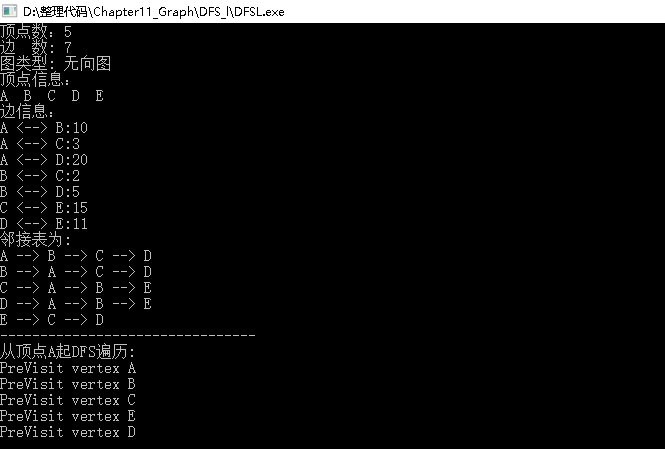 D:\整理代码\Chapter11_Graph\DFS_l\DFSL.exe
顶点数: 5
边  数: 7
图类型: 无向图
顶点信息:
A  B  C  D  E
边信息:
A <--> B:10
A <--> C:3
A <--> D:20
B <--> C:2
B <--> D:5
C <--> E:15
D <--> E:11
邻接表为:
A --> B --> C --> D
B --> A --> C --> D
C --> A --> B --> E
D --> A --> B --> E
E --> C --> D
--------------------------------
从顶点A起DFS遍历:
PreVisit vertex A
PreVisit vertex B
PreVisit vertex C
PreVisit vertex E
PreVisit vertex D